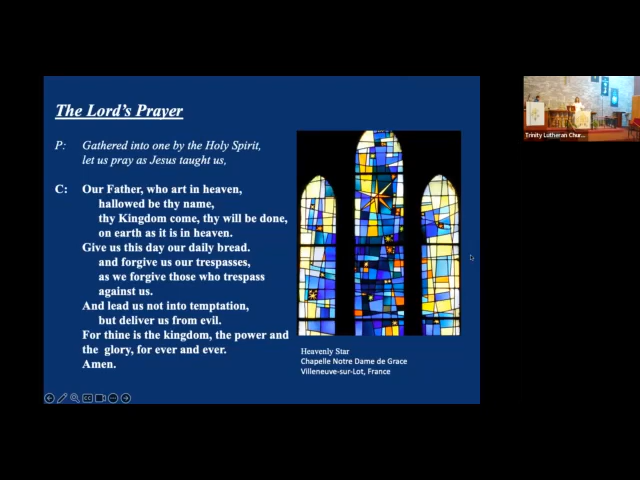 The Lord's Prayer
P: Gathered into one by the Holy Spirit,
let us pray as Jesus taught us,
C: Our Father, who art in heaven,
hallowed be thy name,
thy Kingdom come, thy will be done,
on earth as it is in heaven.
Give us this day our daily bread.
and forgive us our trespasses,
as we forgive those who trespass
against us.
And lead us not into temptation,
but deliver us from evil.
For thine is the kingdom, the power and
the glory, for ever and ever.
Amen.
Heavenly Star
Chapelle Notre Dame de Grace
Villeneuve-sur-Lot, France
Trinity Lutheran Chur...